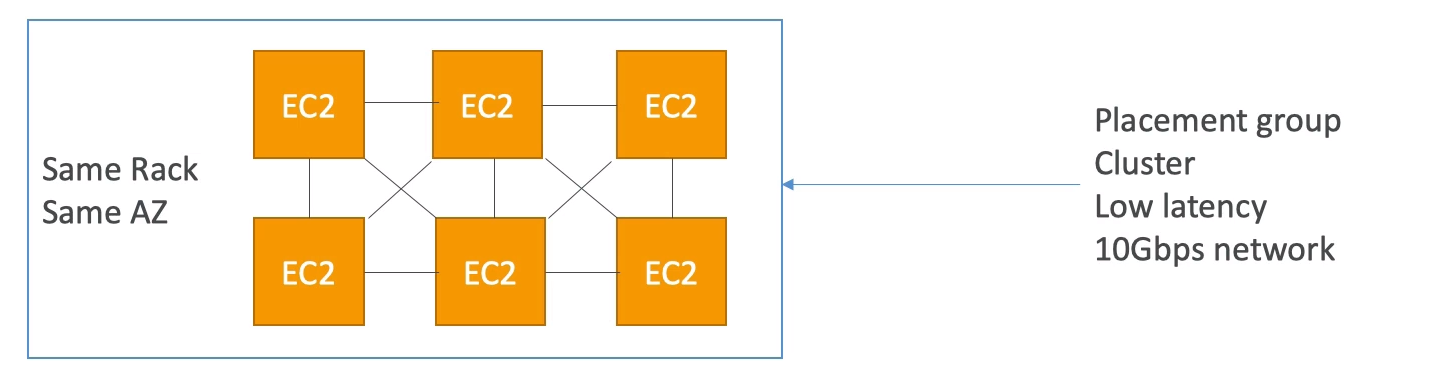 EC2 EC2 EC2
Same Rack
Same AZ
EC2 EC2 EC2
Placement group
Cluster
Low latency
10Gbps network